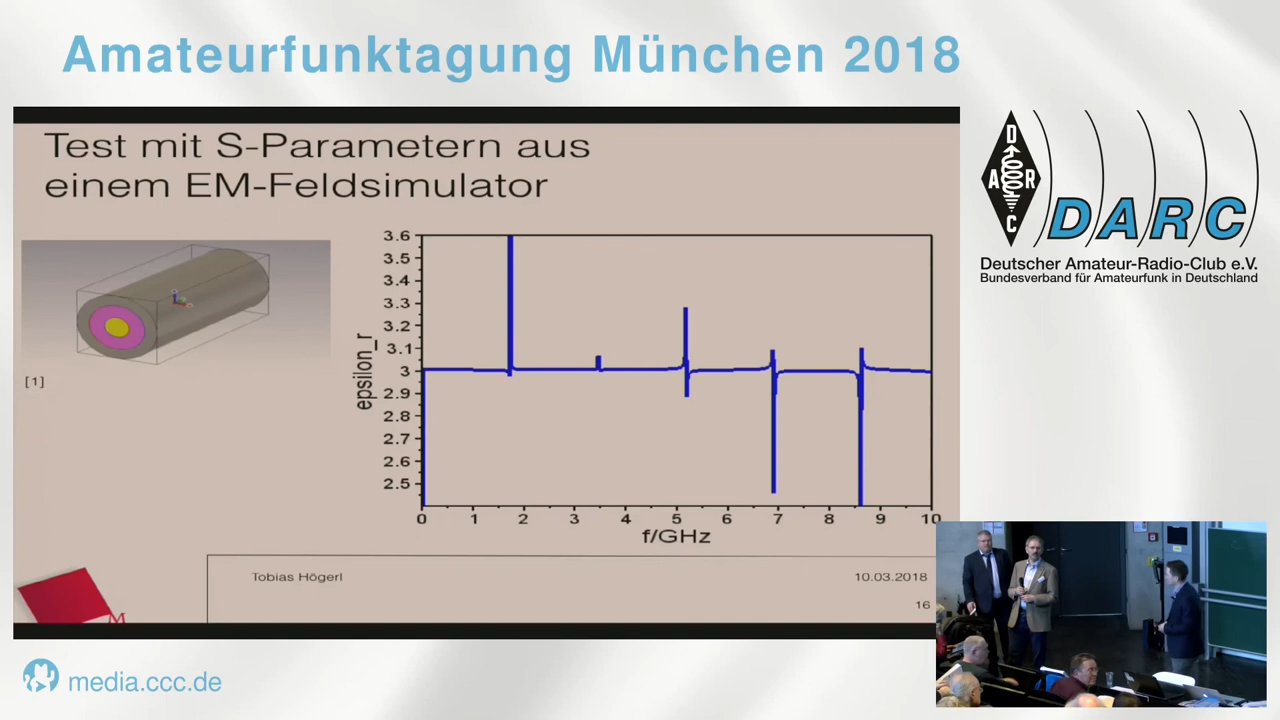 Amateurfunktagung München 2018
Test mit S-Parametern aus
einem EM-Feldsimulator
[1]
epsilon_r
3.6
3.5
3.4
3.3
3.2
3.1
3
2.9
2.8
2.7
2.6
2.5
0 1 2 3 4 5 6 7 8 9 10
f/GHz
Tobias Högerl
10.03.2018
16
M
D
A R
C
DARC
Deutscher Amateur-Radio-Club e.V.
Bundesverband für Amateurfunk in Deutschland
media.ccc.de